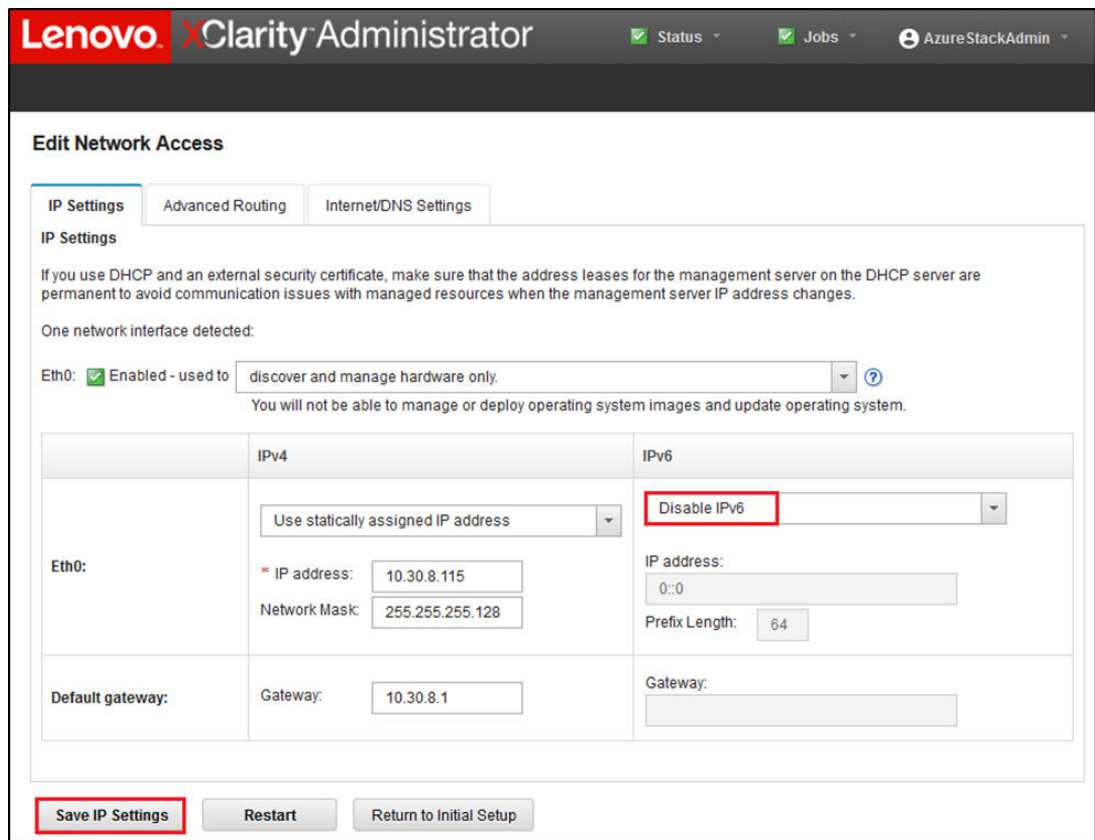 Lenovo. XClarity Administrator Status Jobs AzureStackAdmin
Edit Network Access
IP Settings Advanced Routing Internet/DNS Settings
IP Settings
If you use DHCP and an external security certificate, make sure that the address leases for the management server on the DHCP server are
permanent to avoid communication issues with managed resources when the management server IP address changes.
One network interface detected:
Eth0: Enabled - used to discover and manage hardware only. ?
You will not be able to manage or deploy operating system images and update operating system.
IPv4 IPv6
Use statically assigned IP address Disable IPv6
Eth0:
* IP address: 10.30.8.115 IP address:
0::0
Network Mask: 255.255.255.128 Prefix Length: 64
Default gateway: Gateway: 10.30.8.1 Gateway:
Save IP Settings Restart Return to Initial Setup